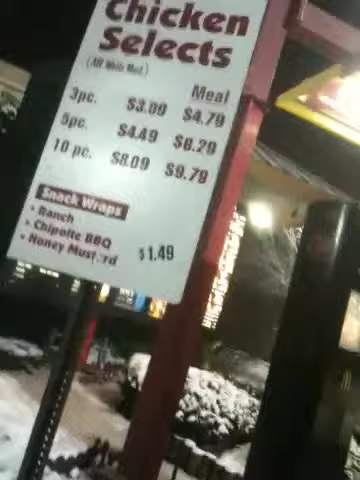 Chicken
Selects
(All White Meat)
Meal
3pc. $3.09 $4.79
5pc. $4.49 $6.29
10 pc. $8.09 $9.79
Snack Wraps
• Ranch
• Chipotle BBQ $1.49
• Honey Mustard